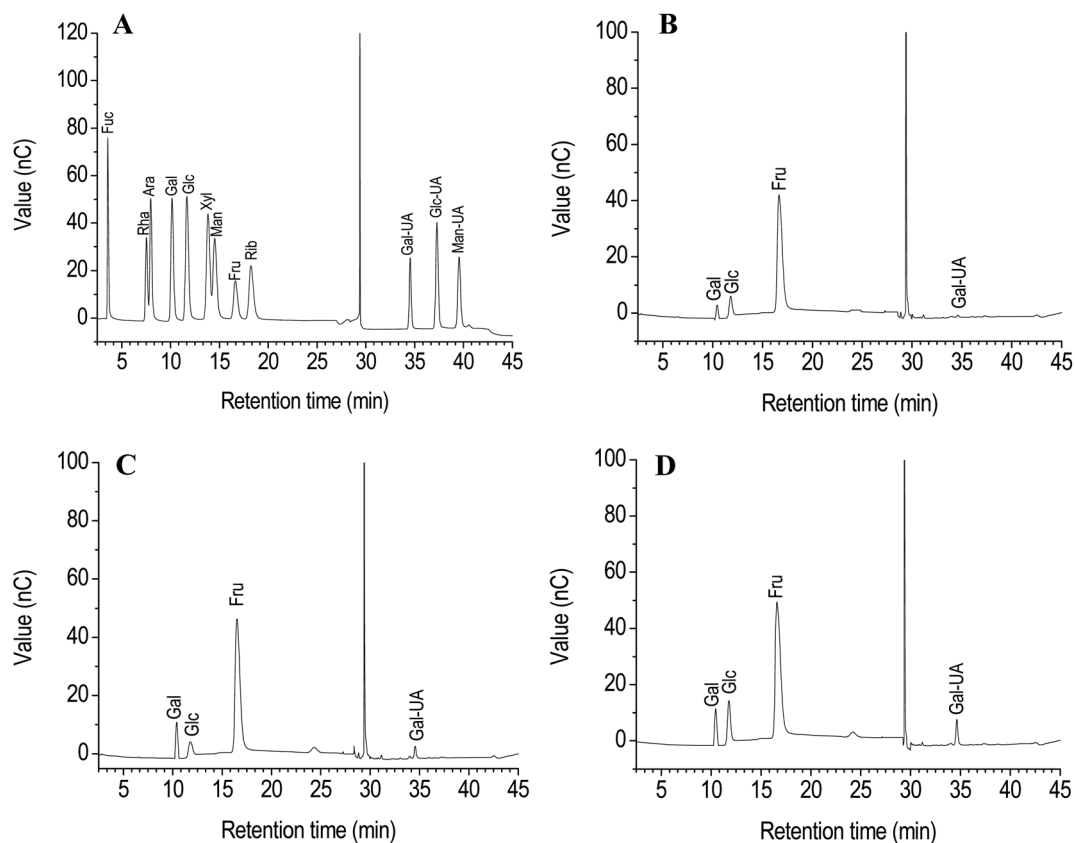 A
Value (nC)
120
100
80
60
40
20
0
Fuc
Rha
Ara
Gal
Glc
Xyl
Man
Fru
Rib
Gal-UA
Glc-UA
Man-UA
5 10 15 20 25 30 35 40 45
Retention time (min)
B
Value (nC)
100
80
60
40
20
0
Gal
Glc
Fru
Gal-UA
5 10 15 20 25 30 35 40 45
Retention time (min)
C
Value (nC)
100
80
60
40
20
0
Gal
Glc
Fru
Gal-UA
5 10 15 20 25 30 35 40 45
Retention time (min)
D
Value (nC)
100
80
60
40
20
0
Gal
Glc
Fru
Gal-UA
5 10 15 20 25 30 35 40 45
Retention time (min)